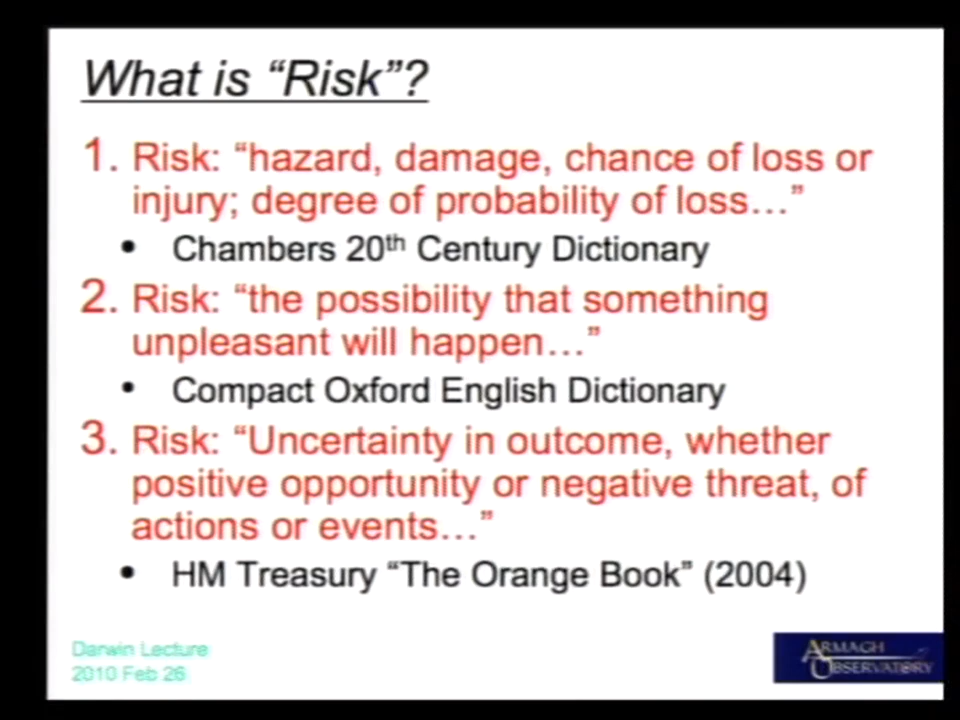 What is “Risk”?
1. Risk: “hazard, damage, chance of loss or
injury; degree of probability of loss…”
• Chambers 20th Century Dictionary
2. Risk: “the possibility that something
unpleasant will happen…”
• Compact Oxford English Dictionary
3. Risk: “Uncertainty in outcome, whether
positive opportunity or negative threat, of
actions or events…”
• HM Treasury “The Orange Book” (2004)
Darwin Lecture
2010 Feb 26
ARMAGH
OBSERVATORY